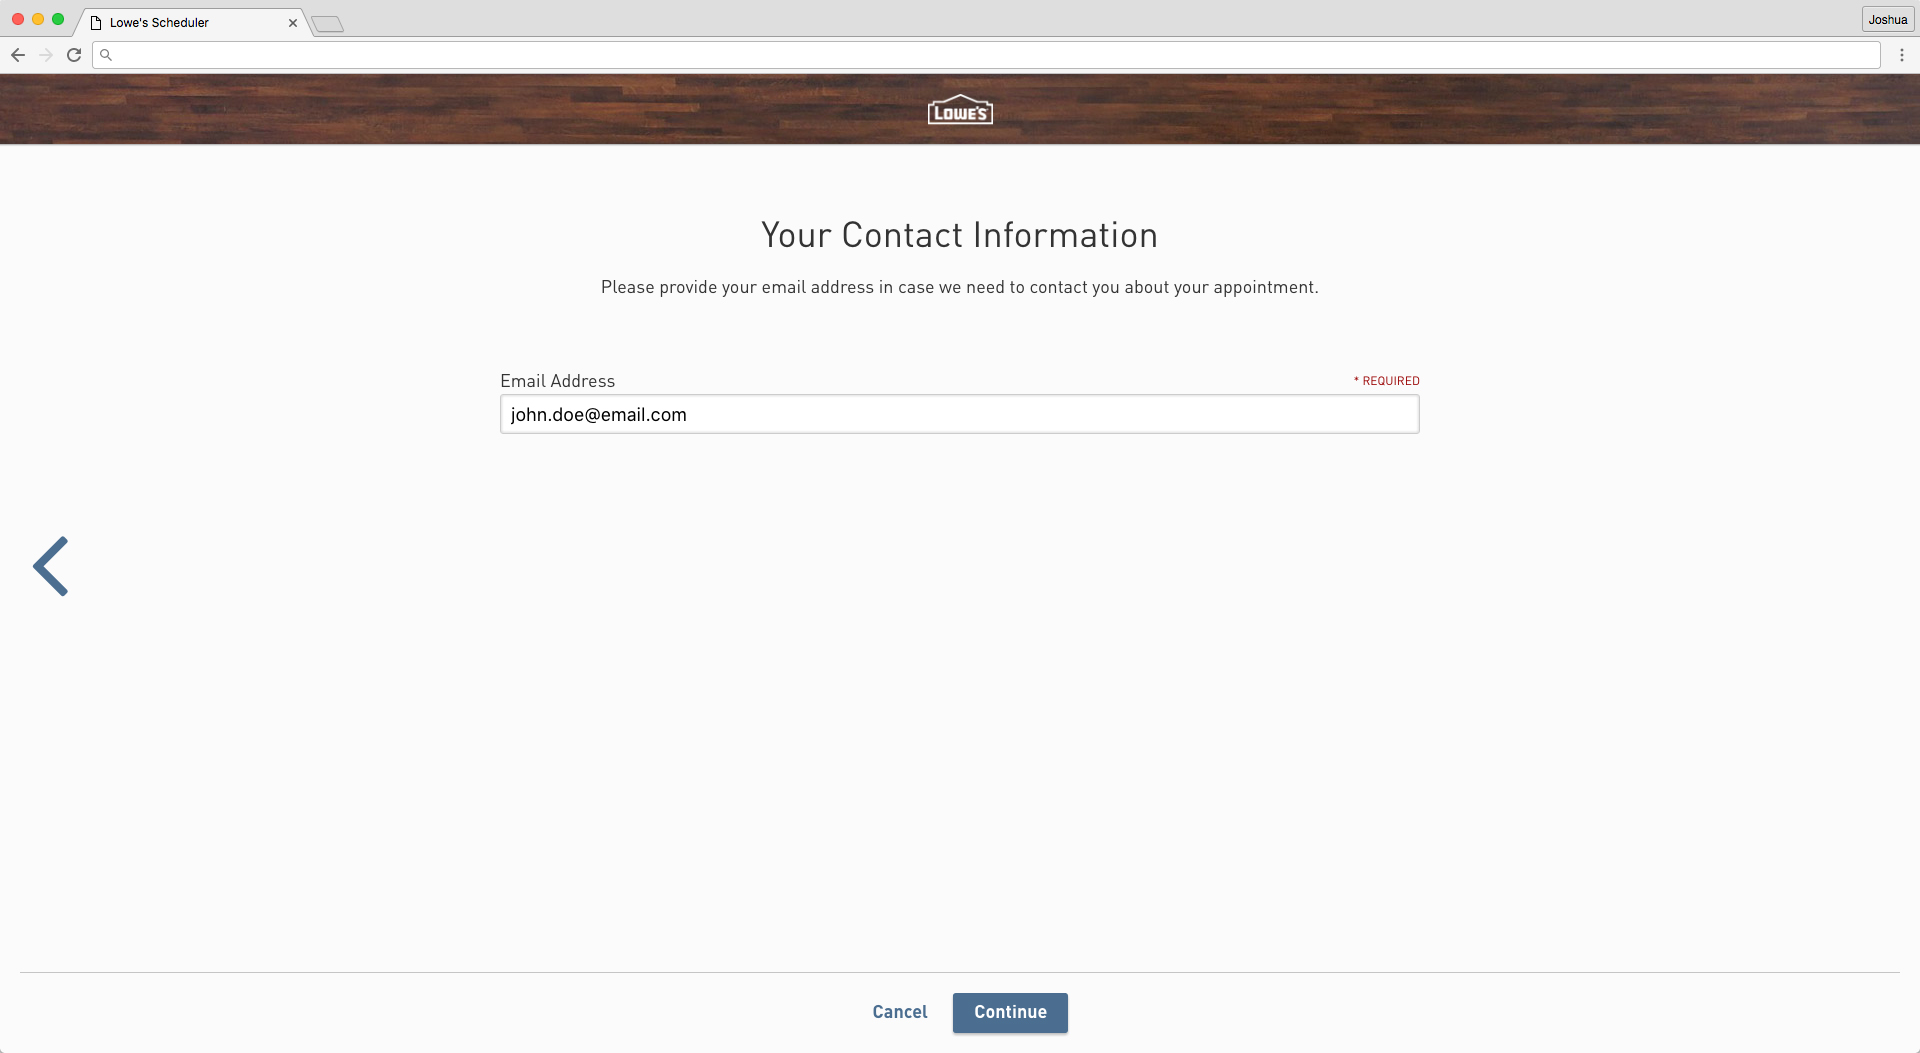 Lowe's Scheduler
Joshua
LOWE'S
Your Contact Information
Please provide your email address in case we need to contact you about your appointment.
Email Address
* REQUIRED
john.doe@email.com
Cancel
Continue